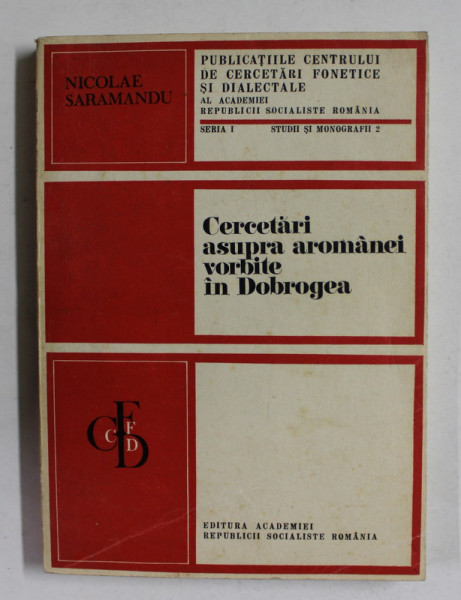 NICOLAE
SARAMANDU
PUBLICAȚIILE CENTRULUI
DE CERCETĂRI FONETICE
ȘI DIALECTALE
AL ACADEMIEI
REPUBLICII SOCIALISTE ROMÂNIA
SERIA I STUDII ȘI MONOGRAFII 2
Cercetări
asupra aromânei
vorbite
în Dobrogea
CCFFD
EDITURA ACADEMIEI
REPUBLICII SOCIALISTE ROMÂNIA